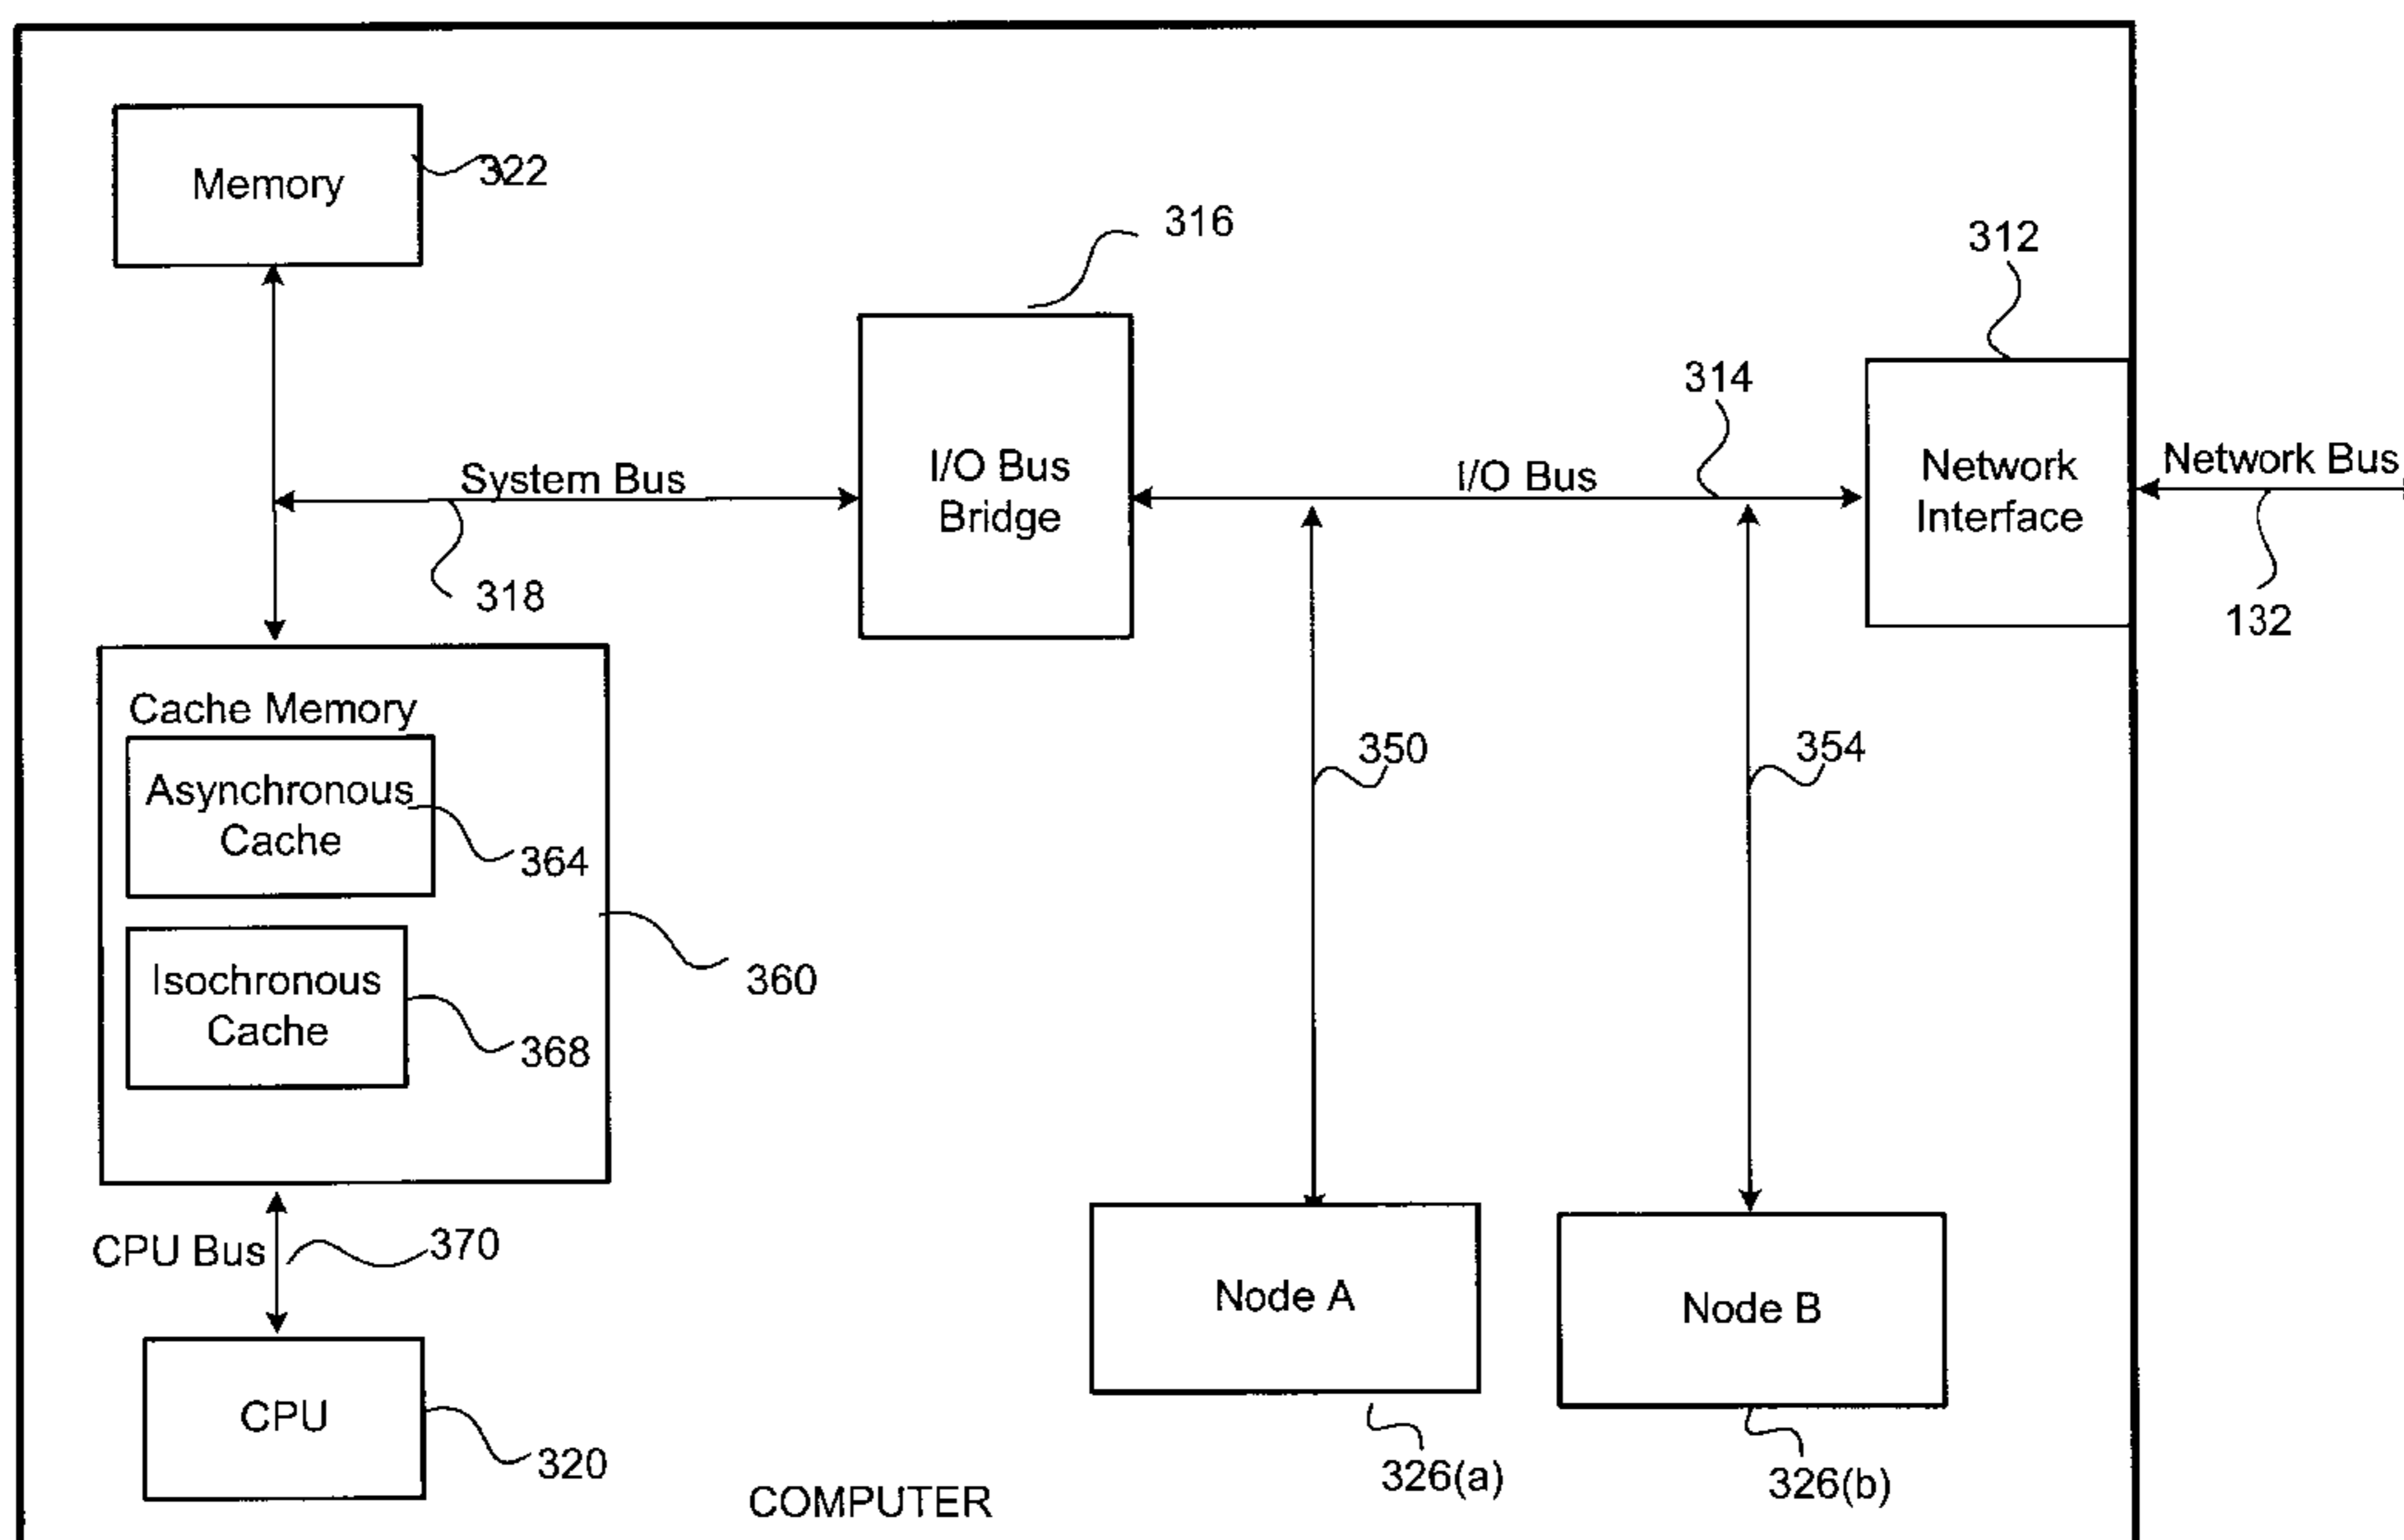 Memory
322
316
312
314
System Bus
I/O Bus
Bridge
I/O Bus
Network
Interface
Network Bus
318
132
Cache Memory
Asynchronous
Cache
364
350
354
Isochronous
Cache
368
360
CPU Bus
370
Node A
Node B
CPU
320
326(a)
326(b)
COMPUTER